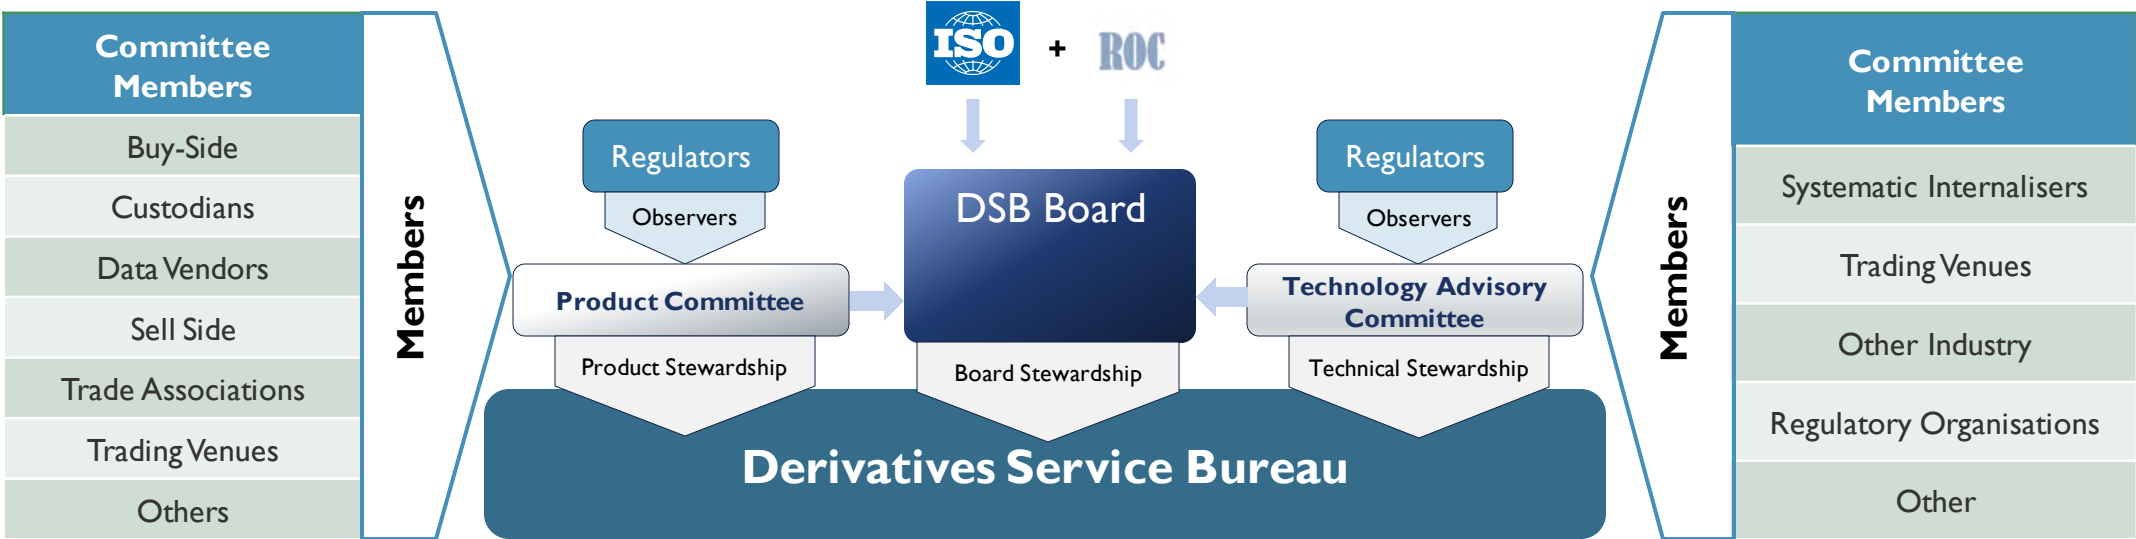 Committee
Members
Buy-Side
Custodians
Data Vendors
Sell Side
Trade Associations
Trading Venues
Others
Members
ISO
+
ROC
Regulators
Observers
Product Committee
Product Stewardship
DSB Board
Board Stewardship
Regulators
Observers
Technology Advisory
Committee
Technical Stewardship
Derivatives Service Bureau
Members
Committee
Members
Systematic Internalisers
Trading Venues
Other Industry
Regulatory Organisations
Other